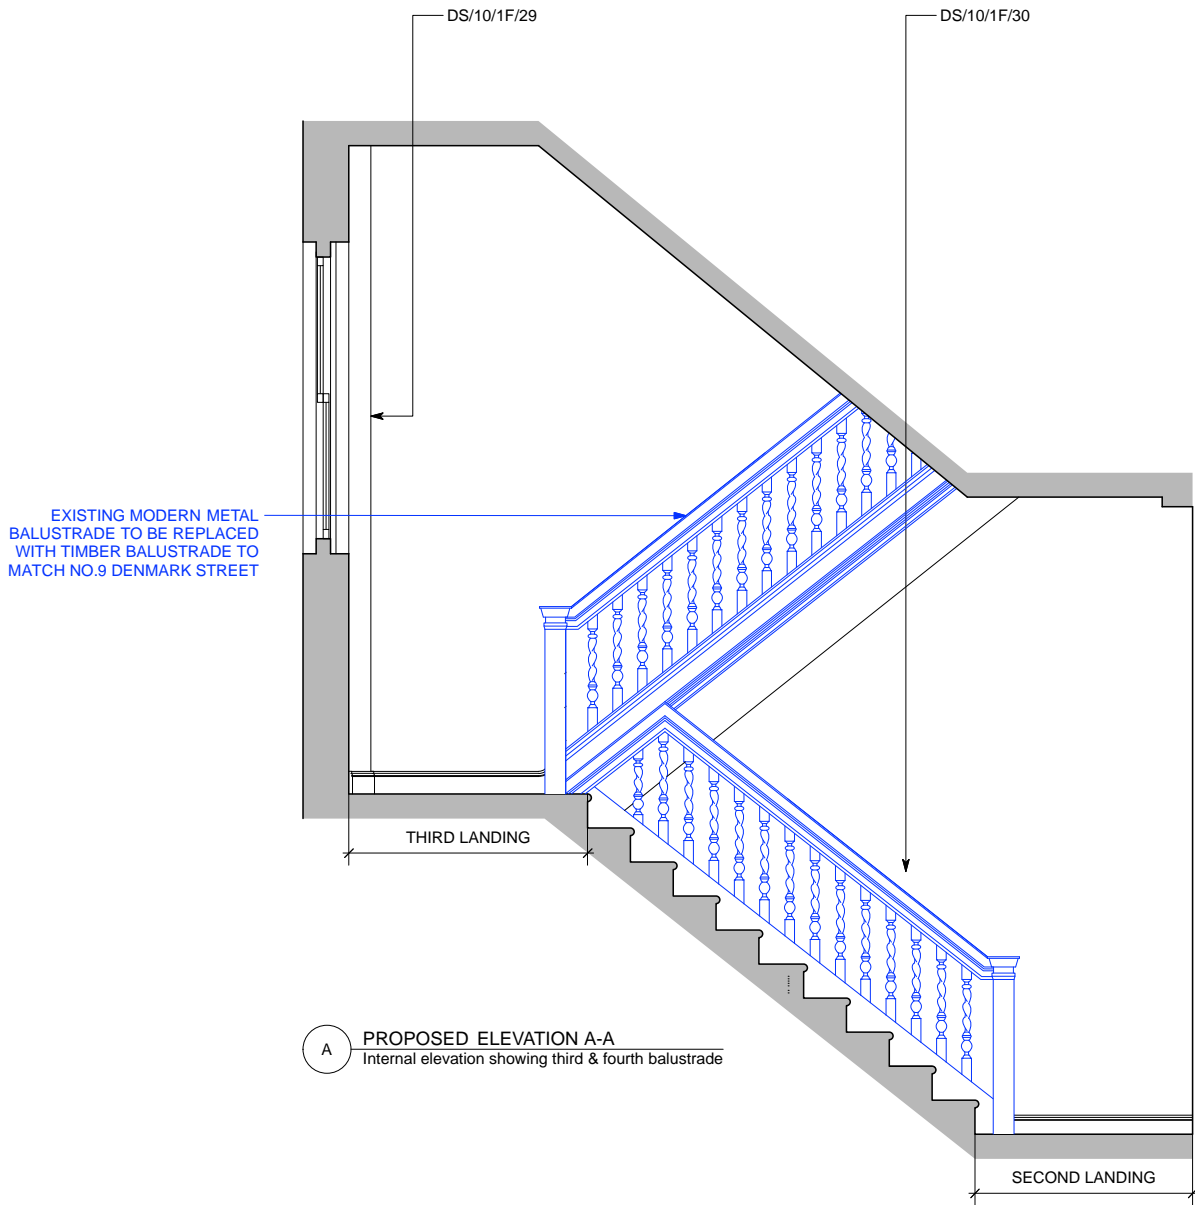 DS/10/1F/29
DS/10/1F/30
EXISTING MODERN METAL
BALUSTRADE TO BE REPLACED
WITH TIMBER BALUSTRADE TO
MATCH NO.9 DENMARK STREET
THIRD LANDING
A
PROPOSED ELEVATION A-A
Internal elevation showing third & fourth balustrade
SECOND LANDING